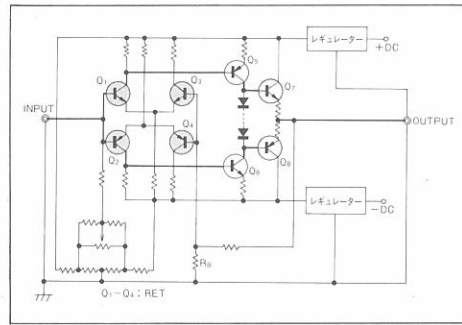 レギュレーター
+DC
Q₅
Q₁
Q₃
Q₇
INPUT
OUTPUT
Q₂
Q₄
Q₈
Q₆
レギュレーター
-DC
Rθ
Q₁~Q₄:RET